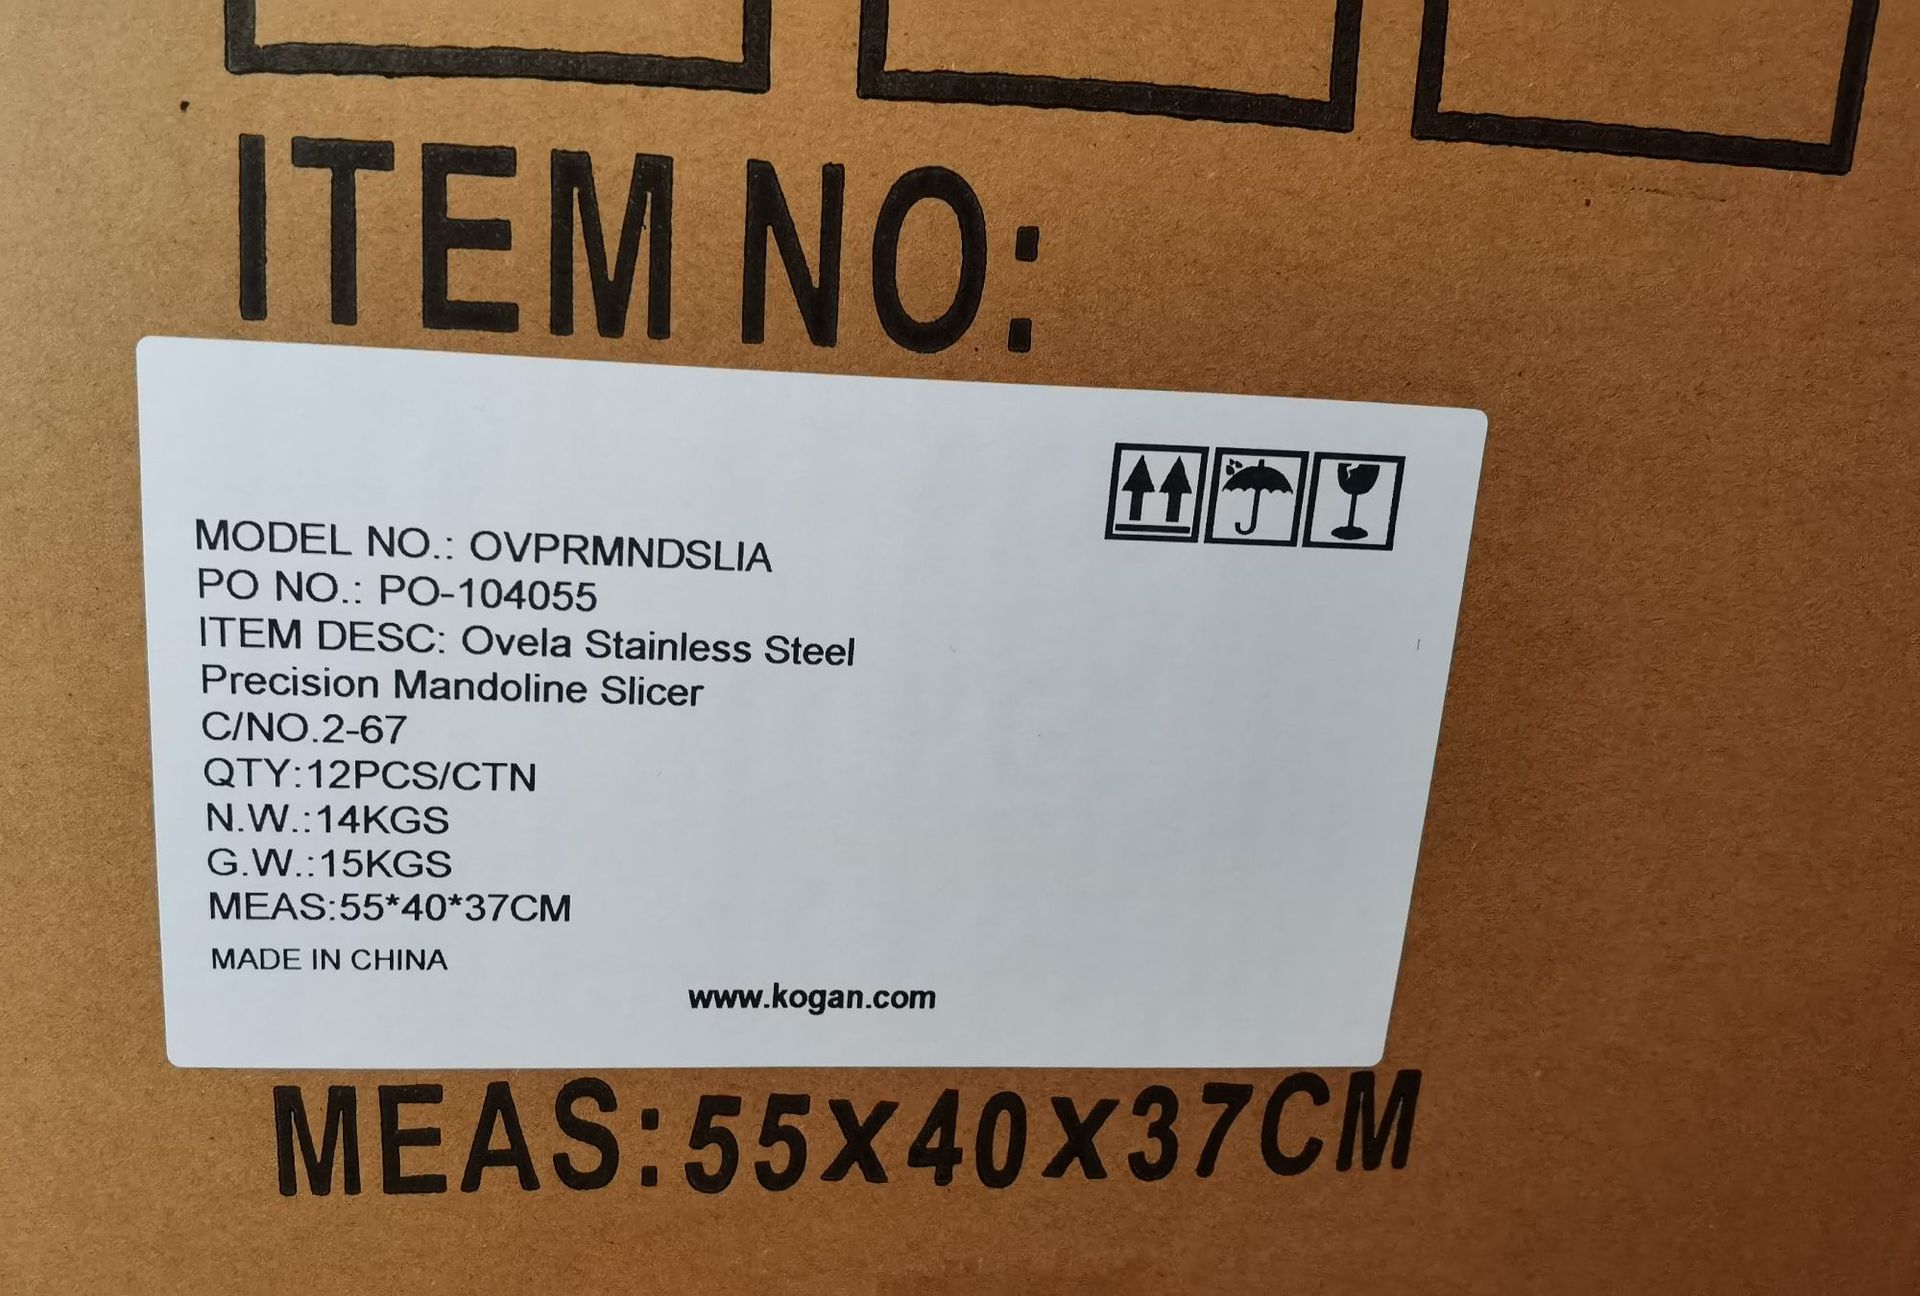 ITEM NO:
MODEL NO.: OVPRMNDSLIA
PO NO.: PO-104055
ITEM DESC: Ovela Stainless Steel
Precision Mandoline Slicer
C/NO.2-67
QTY:12PCS/CTN
N.W.:14KGS
G.W.:15KGS
MEAS:55*40*37CM
MADE IN CHINA
www.kogan.com
MEAS:55X40X37CM